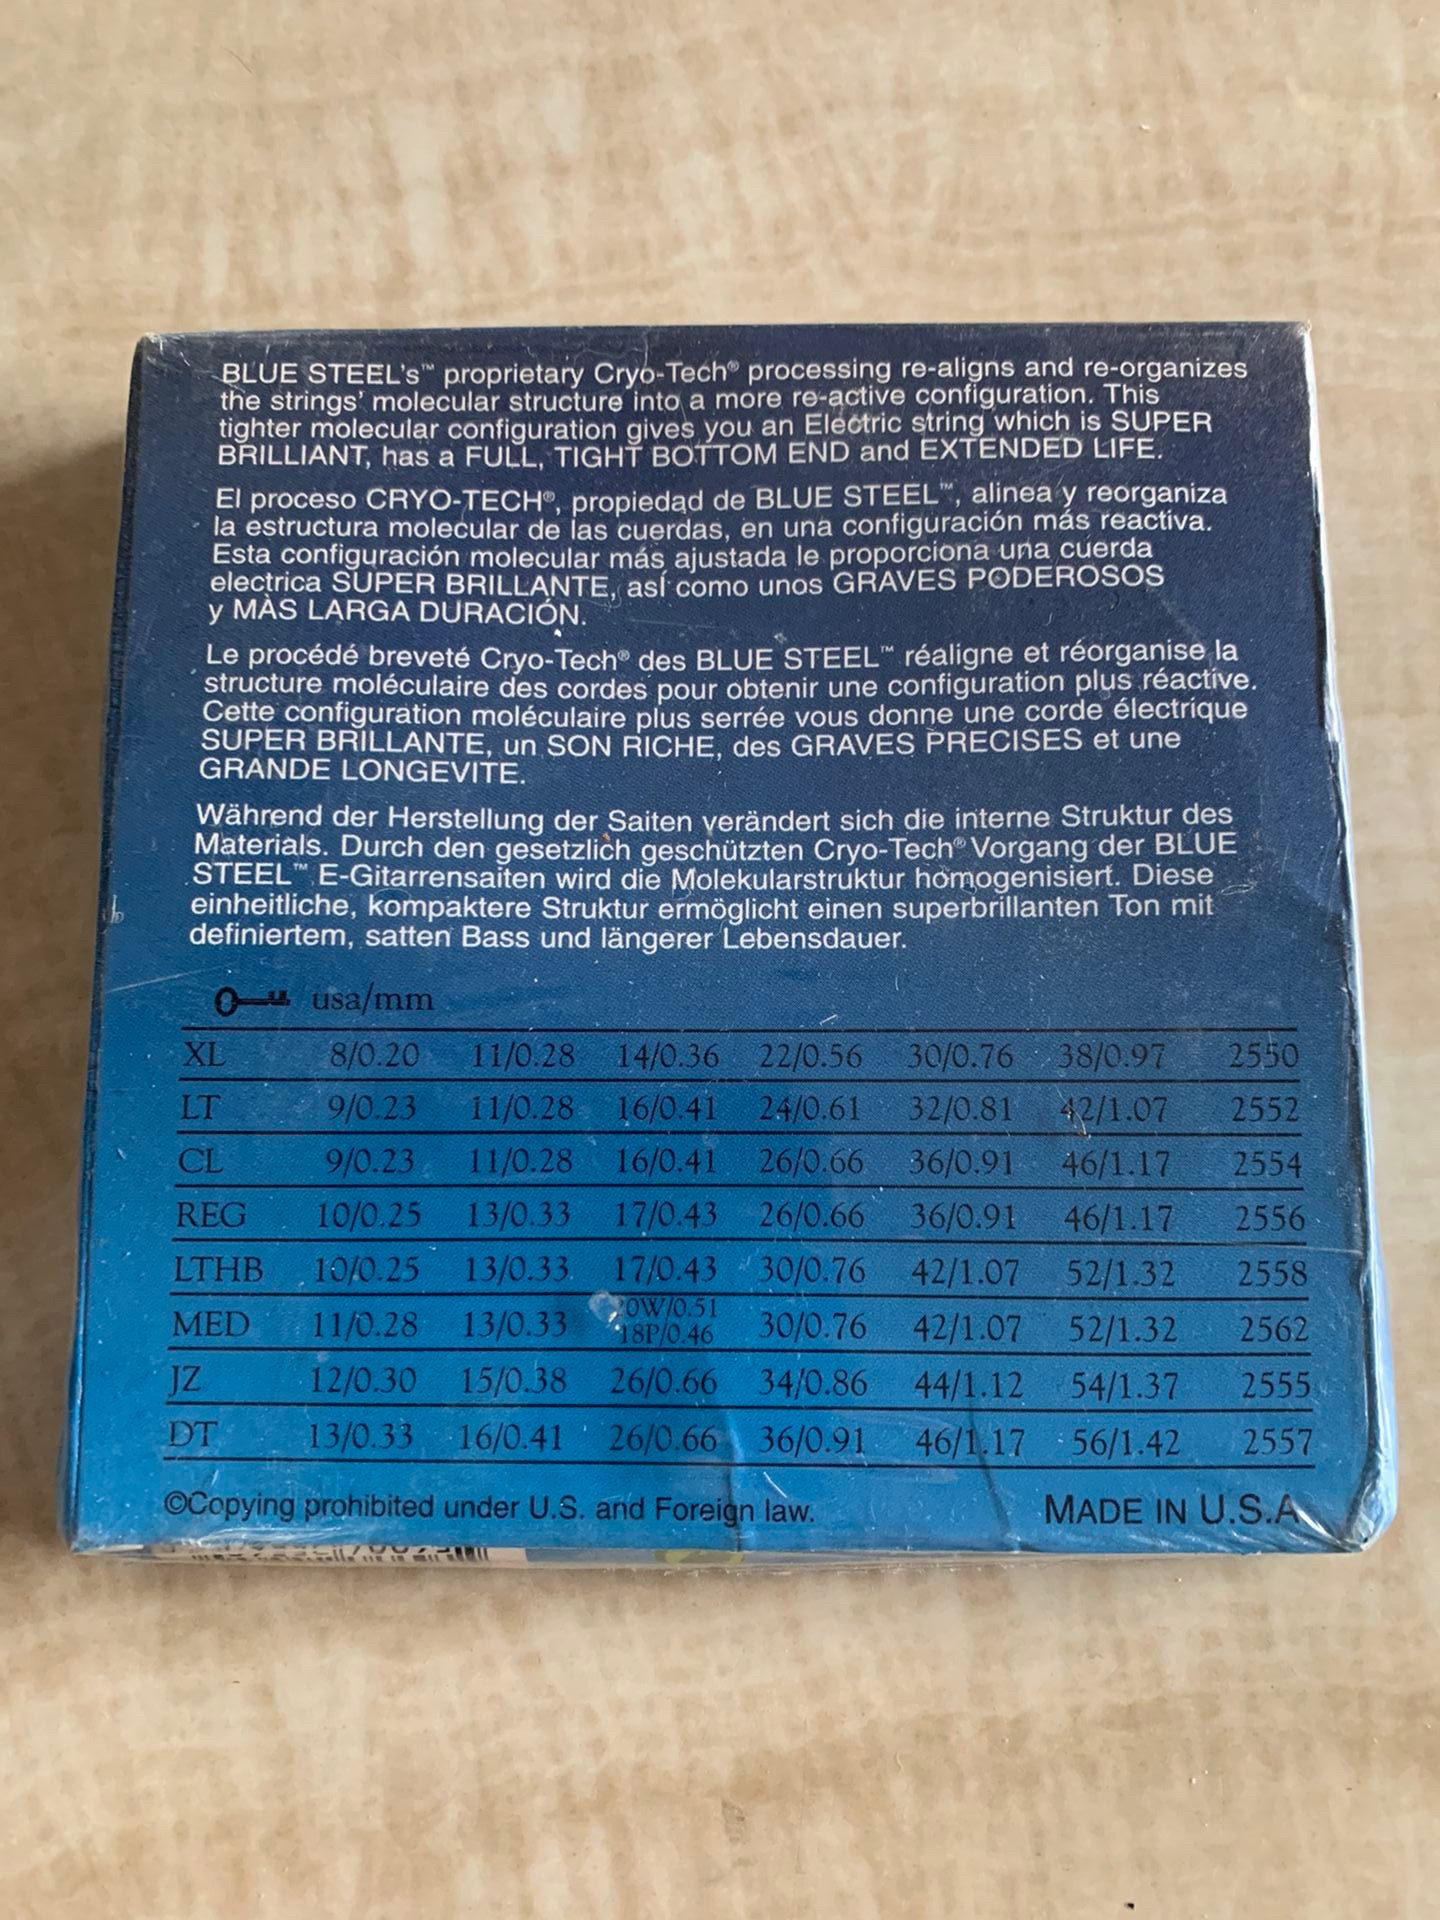 BLUE STEEL's™ proprietary Cryo-Tech® processing re-aligns and re-organizes
the strings' molecular structure into a more re-active configuration. This
tighter molecular configuration gives you an Electric string which is SUPER
BRILLIANT, has a FULL, TIGHT BOTTOM END and EXTENDED LIFE.
El proceso CRYO-TECH®, propiedad de BLUE STEEL™, alinea y reorganiza
la estructura molecular de las cuerdas, en una configuración más reactiva.
Esta configuración molecular más ajustada le proporciona una cuerda
electrica SUPER BRILLANTE, así como unos GRAVES PODEROSOS
y MÀS LARGA DURACIÓN.
Le procédé breveté Cryo-Tech® des BLUE STEEL™ réaligne et réorganise la
structure moléculaire des cordes pour obtenir une configuration plus réactive.
Cette configuration moléculaire plus serrée vous donne une corde électrique
SUPER BRILLANTE, un SON RICHE, des GRAVES PRECISES et une
GRANDE LONGEVITE.
Während der Herstellung der Saiten verändert sich die interne Struktur des
Materials. Durch den gesetzlich geschützten Cryo-Tech® Vorgang der BLUE
STEEL™ E-Gitarrensaiten wird die Molekularstruktur homogenisiert. Diese
einheitliche, kompaktere Struktur ermöglicht einen superbrillanten Ton mit
definiertem, satten Bass und längerer Lebensdauer.
usa/mm
XL 8/0.20 11/0.28 14/0.36 22/0.56 30/0.76 38/0.97 2550
LT 9/0.23 11/0.28 16/0.41 24/0.61 32/0.81 42/1.07 2552
CL 9/0.23 11/0.28 16/0.41 26/0.66 36/0.91 46/1.17 2554
REG 10/0.25 13/0.33 17/0.43 26/0.66 36/0.91 46/1.17 2556
LTHB 10/0.25 13/0.33 17/0.43 30/0.76 42/1.07 52/1.32 2558
MED 11/0.28 13/0.33 18P/0.46 30/0.76 42/1.07 52/1.32 2562
JZ 12/0.30 15/0.38 26/0.66 34/0.86 44/1.12 54/1.37 2555
DT 13/0.33 16/0.41 26/0.66 36/0.91 46/1.17 56/1.42 2557
©Copying prohibited under U.S. and Foreign law. MADE IN U.S.A.